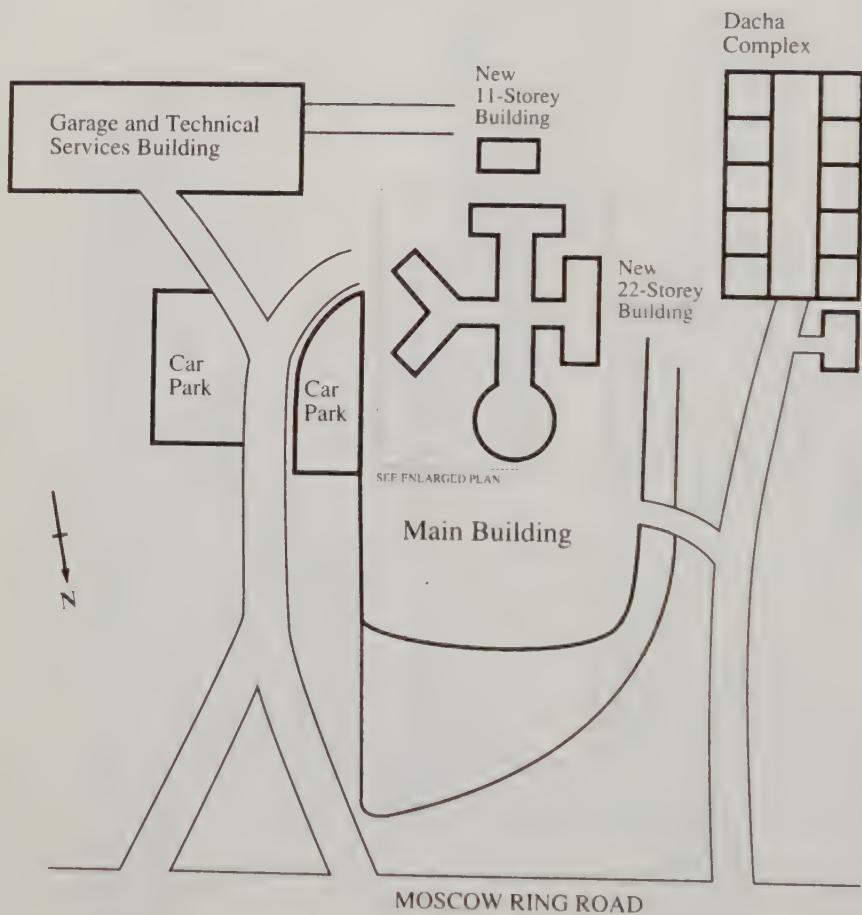 Dacha
Complex
New
11-Storey
Building
Garage and Technical
Services Building
New
22-Storey
Building
Car
Park
Car
Park
SEE ENLARGED PLAN
Main Building
N
MOSCOW RING ROAD